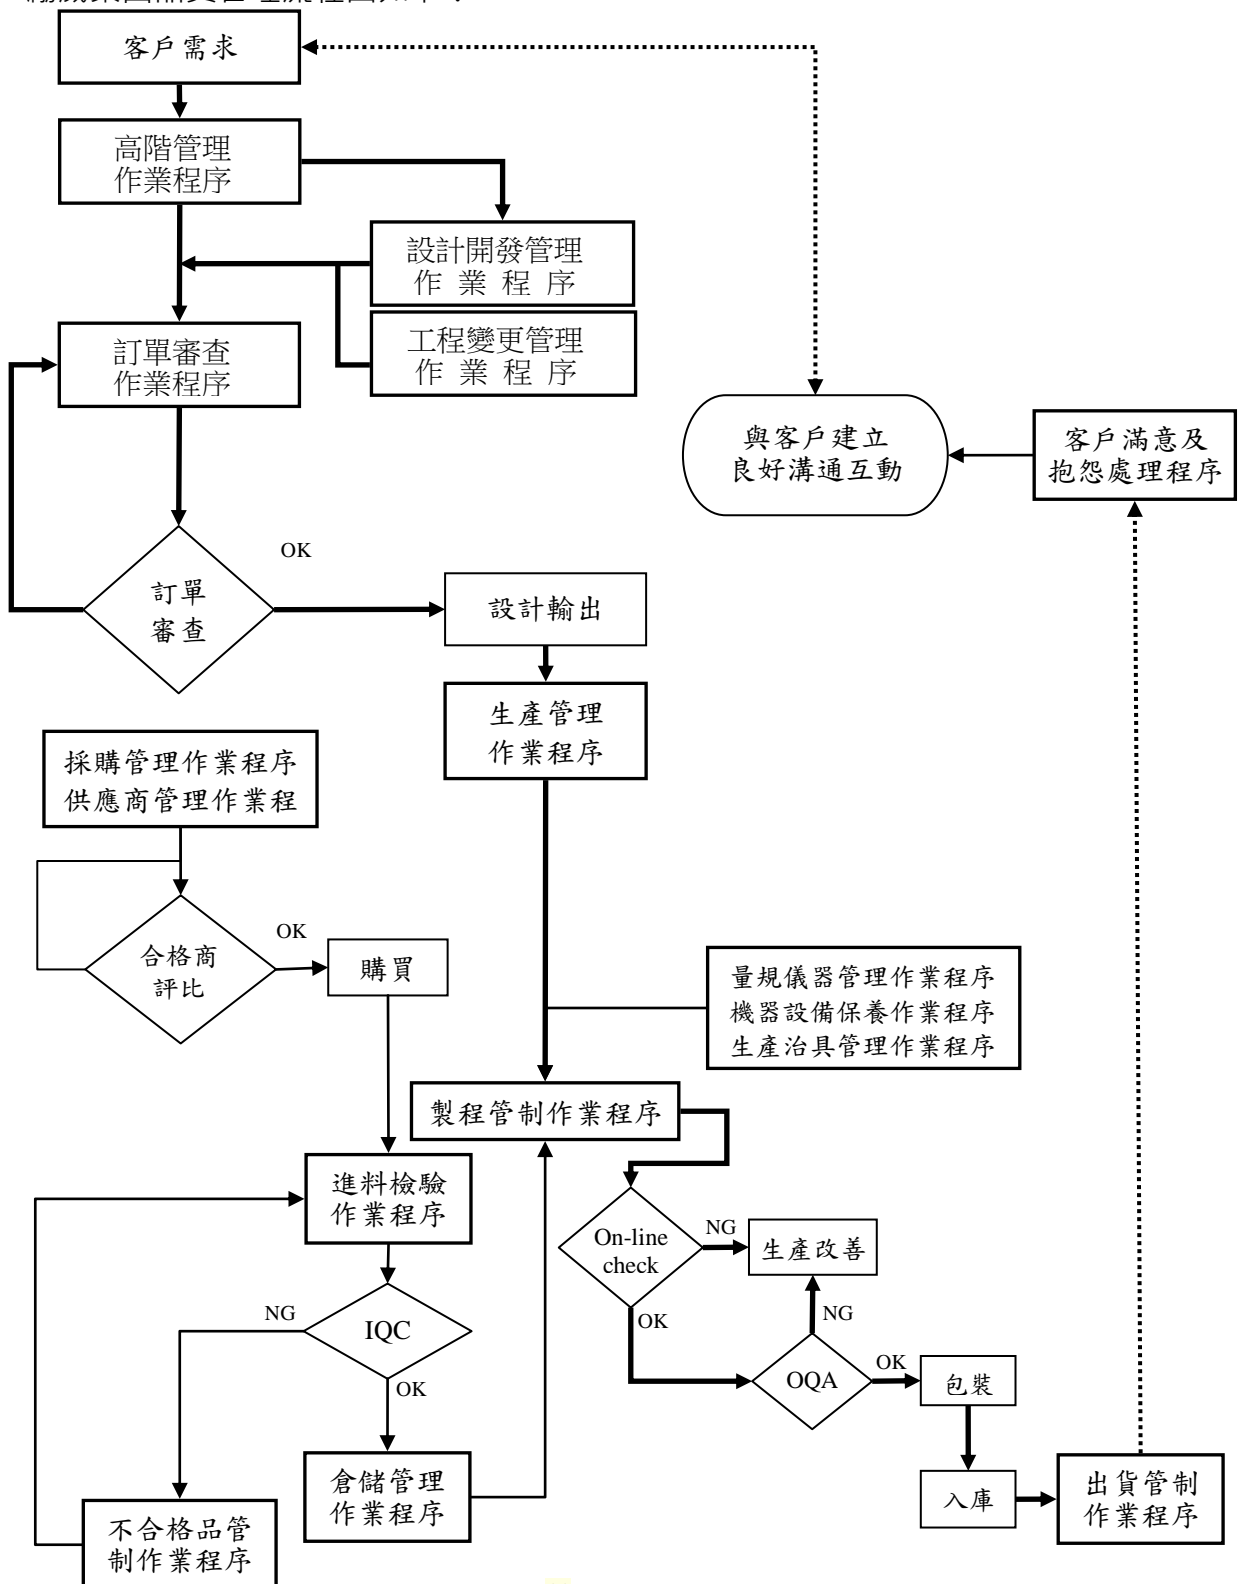 客戶需求
高階管理
作業程序
設計開發管理
作業程序
工程變更管理
作業程序
訂單審查
作業程序
與客戶建立
良好溝通互動
客戶滿意及
抱怨處理程序
OK
訂單
審查
設計輸出
生產管理
作業程序
採購管理作業程序
供應商管理作業程
OK
合格商
評比
購買
量規儀器管理作業程序
機器設備保養作業程序
生產治具管理作業程序
製程管制作業程序
進料檢驗
作業程序
On-line
check
NG
生產改善
NG
IQC
OK
NG
OK
OQA
OK
包裝
倉儲管理
作業程序
入庫
出貨管制
作業程序
不合格品管
制作業程序